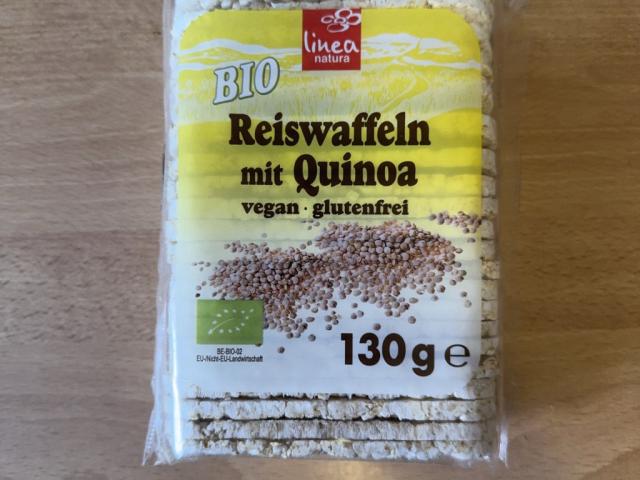 linea
natura
BIO
Reiswaffeln
mit Quinoa
vegan · glutenfrei
BE-BIO-02
EU-/Nicht-EU-Landwirtschaft
130g e